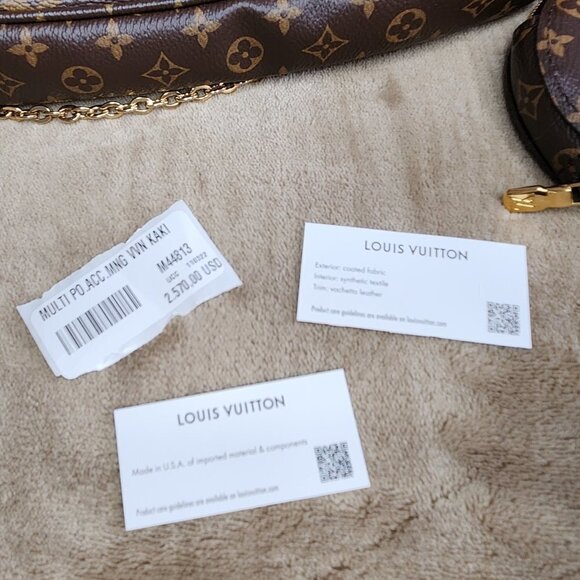 MULTI PO.ACC.MNG VVN KAKI
M44813
UCC 110322
2.570,00 USD
LOUIS VUITTON
Exterior: coated fabric
Interior: synthetic textile
Trim: vachetta leather
Product care guidelines are available on louisvuitton.com
LOUIS VUITTON
Made in U.S.A. of imported material & components
Product care guidelines are available on louisvuitton.com